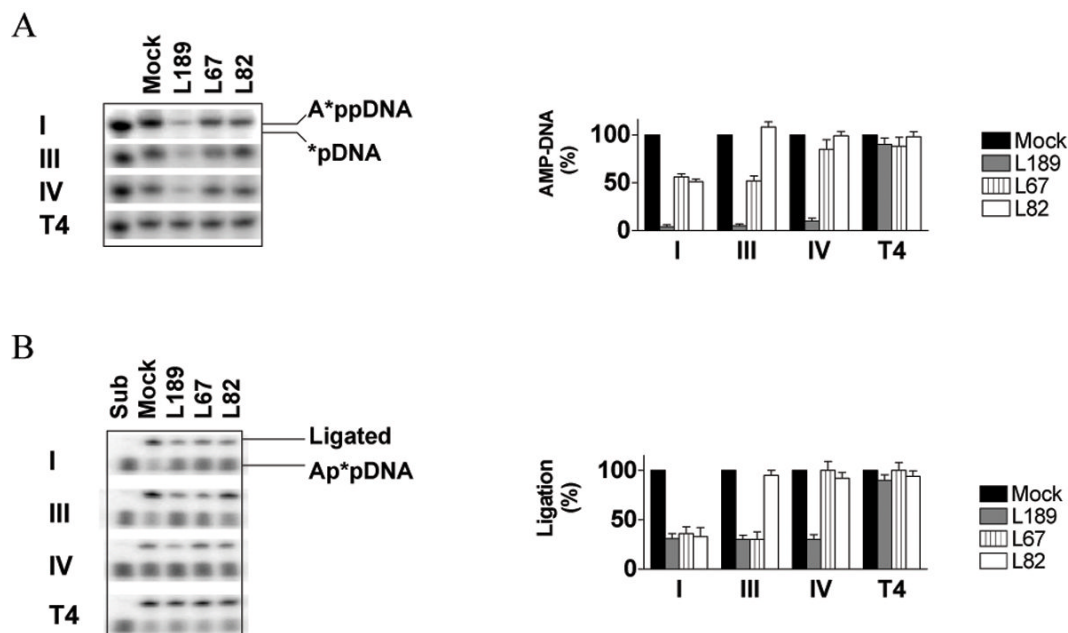 A
Mock L189 L67 L82
I
III
IV
T4
A*ppDNA
*pDNA
AMP-DNA
(%)
100
50
0
I III IV T4
Mock
L189
L67
L82
B
Sub Mock L189 L67 L82
I
III
IV
T4
Ligated
Ap*pDNA
Ligation
(%)
100
50
0
I III IV T4
Mock
L189
L67
L82